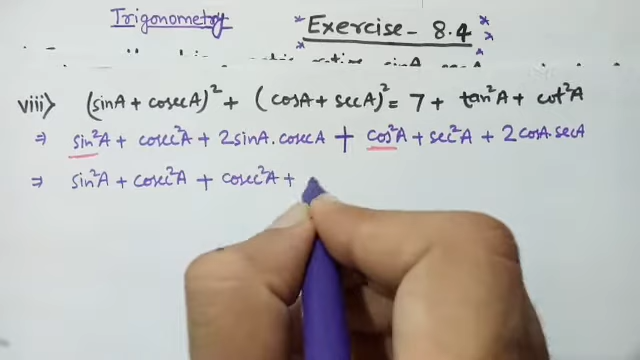 Trigonometry
Exercise - 8.4
viii) (sinA + cosecA)² + (cosA + secA)² = 7 + tan²A + cot²A
⇒ sin²A + cosec²A + 2sinA.cosecA + cos²A + sec²A + 2cosA.secA
⇒ sin²A + cosec²A + cosec²A +